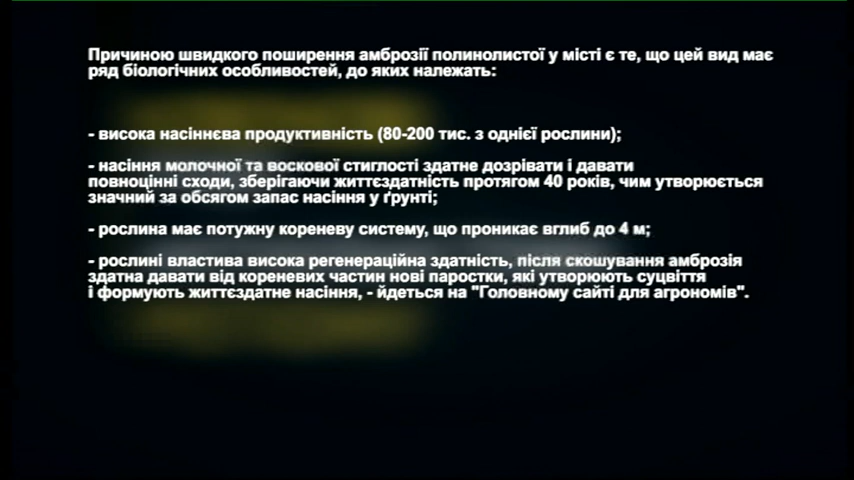 Причиною швидкого поширення амброзії полинолистої у місті є те, що цей вид має
ряд біологічних особливостей, до яких належать:
- висока насіннєва продуктивність (80-200 тис. з однієї рослини);
- насіння молочної та воскової стиглості здатне дозрівати і давати
повноцінні сходи, зберігаючи життєздатність протягом 40 років, чим утворюється
значний за обсягом запас насіння у ґрунті;
- рослина має потужну кореневу систему, що проникає вглиб до 4 м;
- рослині властива висока регенераційна здатність, після скошування амброзія
здатна давати від кореневих частин нові паростки, які утворюють суцвіття
і формують життєздатне насіння, - йдеться на "Головному сайті для агрономів".